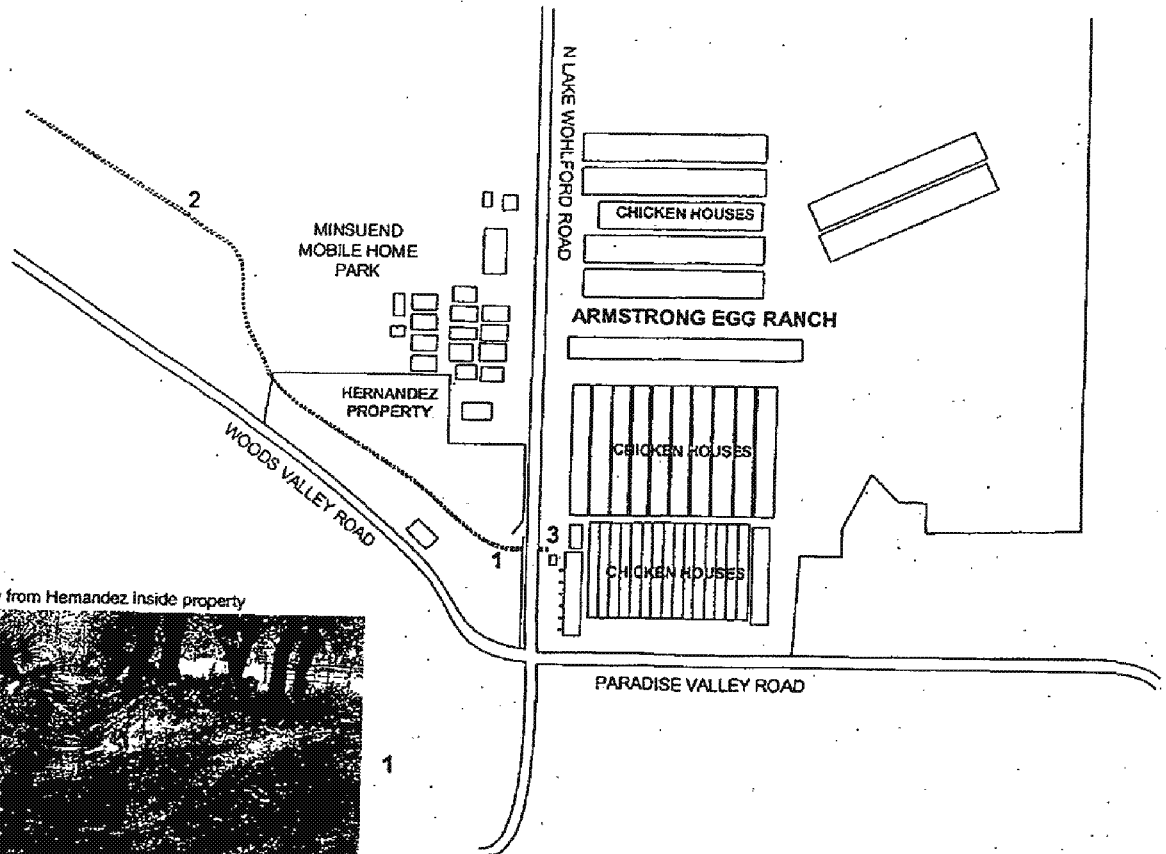 N LAKE WOHLFORD ROAD
2
MINSUEND
MOBILE HOME
PARK
CHICKEN HOUSES
ARMSTRONG EGG RANCH
HERNANDEZ
PROPERTY
CHICKEN HOUSES
WOODS VALLEY ROAD
3
1
CHICKEN HOUSES
from Hernandez inside property
PARADISE VALLEY ROAD
1